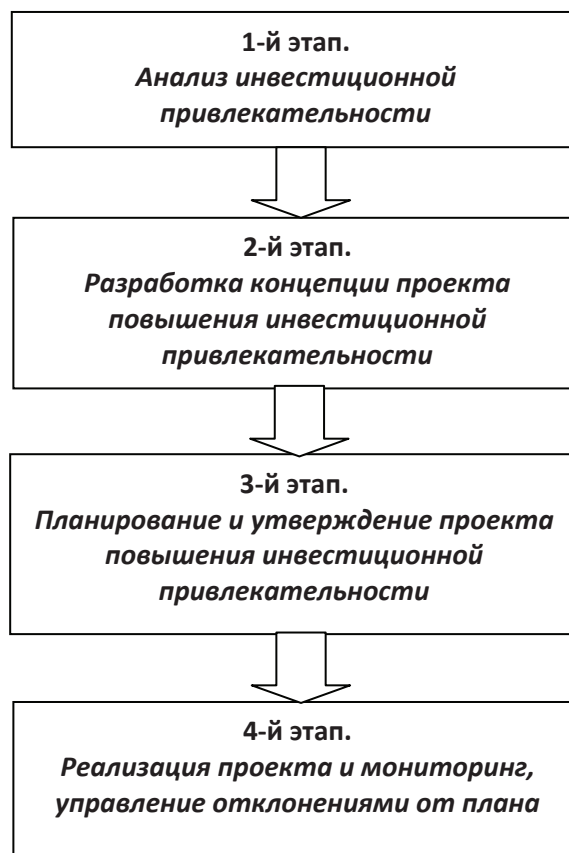 1-й этап.
Анализ инвестиционной
привлекательности
2-й этап.
Разработка концепции проекта
повышения инвестиционной
привлекательности
3-й этап.
Планирование и утверждение проекта
повышения инвестиционной
привлекательности
4-й этап.
Реализация проекта и мониторинг,
управление отклонениями от плана